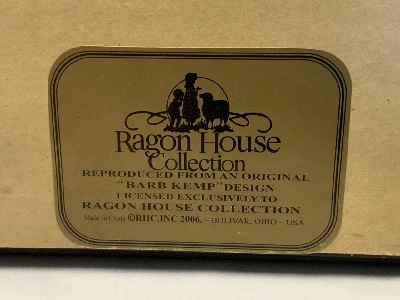 Ragon House
Collection
REPRODUCED FROM AN ORIGINAL
"BARB KEMP" DESIGN
LICENSED EXCLUSIVELY TO
RAGON HOUSE COLLECTION
Made in China ©RHC, INC 2006. – BOLIVAR, OHIO – USA